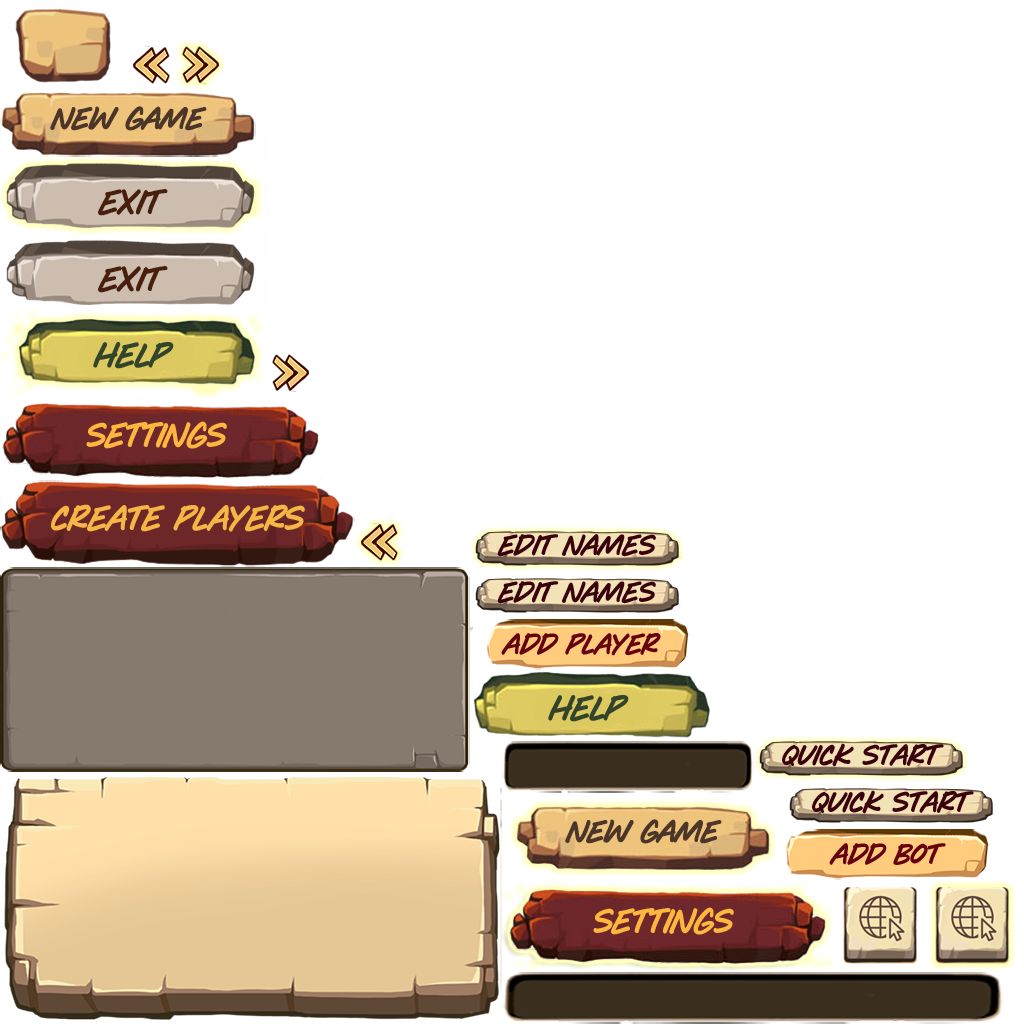 NEW GAME
EXIT
EXIT
HELP
SETTINGS
CREATE PLAYERS
EDIT NAMES
EDIT NAMES
ADD PLAYER
HELP
QUICK START
QUICK START
NEW GAME
ADD BOT
SETTINGS